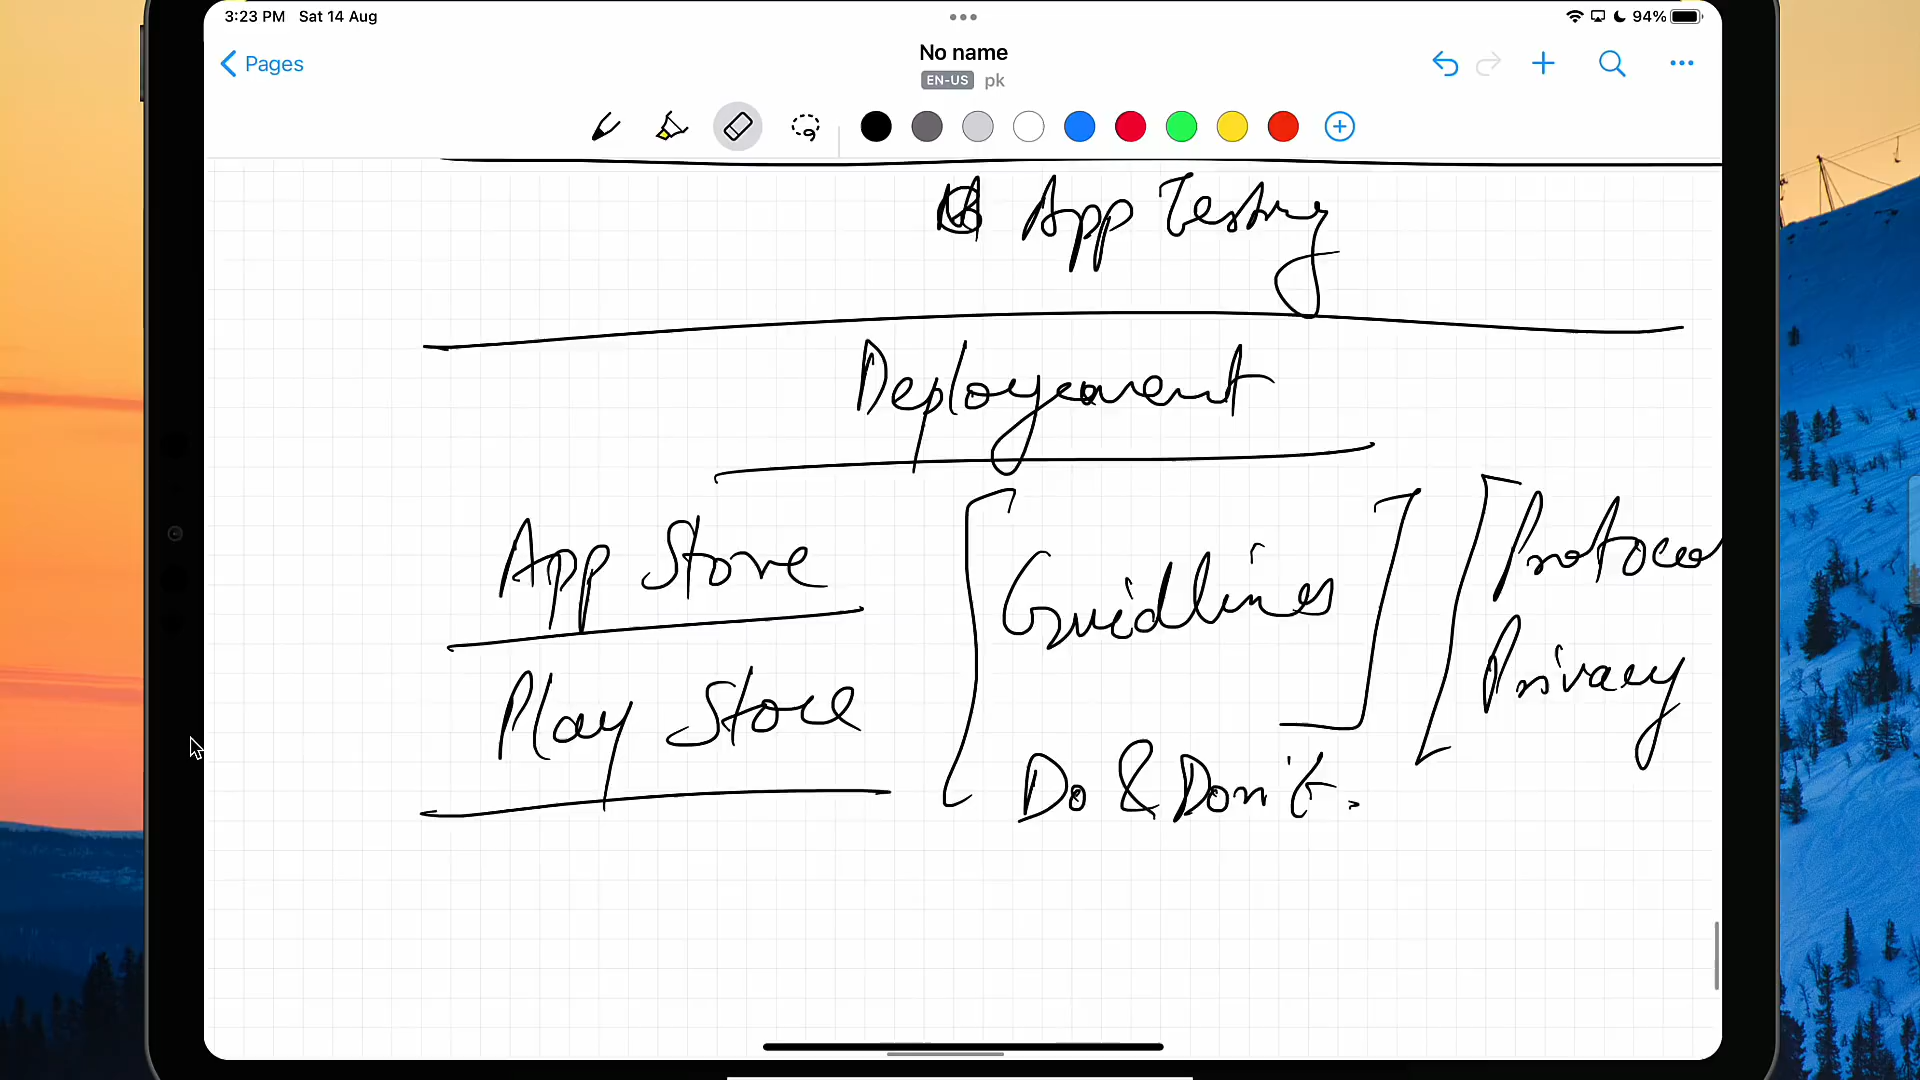 3:23 PM Sat 14 Aug
94%
Pages
No name
EN-US pk
App Testing
Deployement
App Store
Play Store
Guidlines
Do & Don't.
Protocol
Privacy